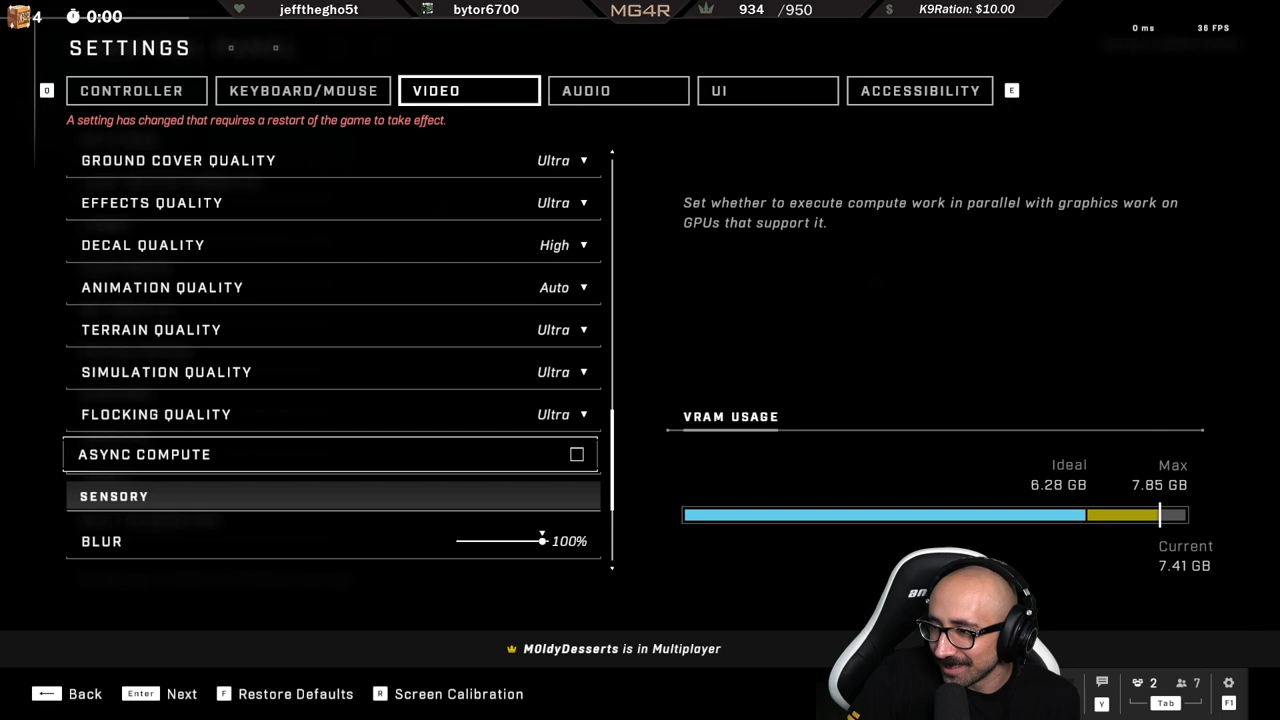 4 0:00 jeffthegho5t bytor6700 MG4R 934 /950 $ K9Ration: $10.00
0 ms 36 FPS
SETTINGS
Q CONTROLLER KEYBOARD/MOUSE VIDEO AUDIO UI ACCESSIBILITY E
A setting has changed that requires a restart of the game to take effect.
GROUND COVER QUALITY Ultra
EFFECTS QUALITY Ultra
DECAL QUALITY High
ANIMATION QUALITY Auto
TERRAIN QUALITY Ultra
SIMULATION QUALITY Ultra
FLOCKING QUALITY Ultra
ASYNC COMPUTE
SENSORY
BLUR 100%
Set whether to execute compute work in parallel with graphics work on
GPUs that support it.
VRAM USAGE
Ideal Max
6.28 GB 7.85 GB
Current
7.41 GB
M0ldyDesserts is in Multiplayer
Back Enter Next F Restore Defaults R Screen Calibration
2 7
Y Tab F1